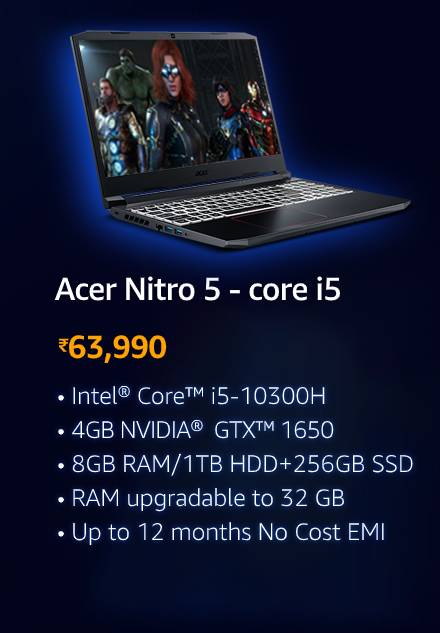 acer
Acer Nitro 5 - core i5
₹63,990
• Intel® Core™ i5-10300H
• 4GB NVIDIA® GTX™ 1650
• 8GB RAM/1TB HDD+256GB SSD
• RAM upgradable to 32 GB
• Up to 12 months No Cost EMI